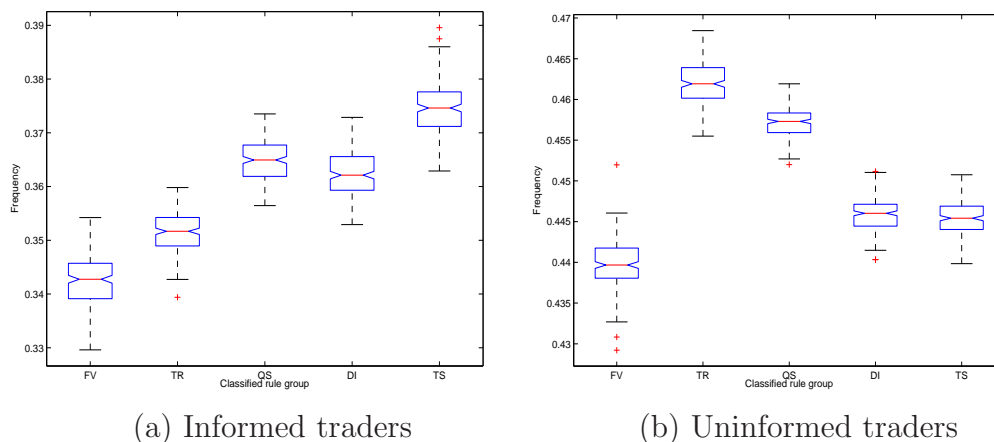 0.39
0.38
0.37
0.36
0.35
0.34
0.33
Frequency
FV TR QS DI TS
Classified rule group
(a) Informed traders
0.47
0.465
0.46
0.455
0.45
0.445
0.44
0.435
0.43
Frequency
FV TR QS DI TS
Classified rule group
(b) Uninformed traders